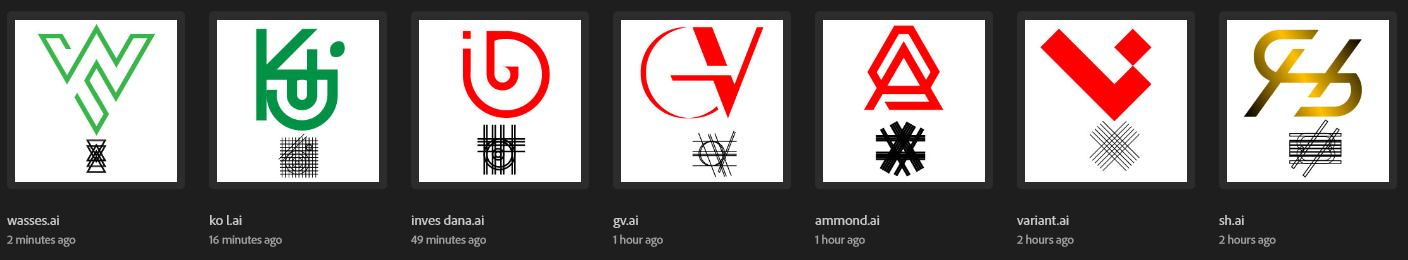 wasses.ai
2 minutes ago
ko l.ai
16 minutes ago
inves dana.ai
49 minutes ago
gv.ai
1 hour ago
ammond.ai
1 hour ago
variant.ai
2 hours ago
sh.ai
2 hours ago